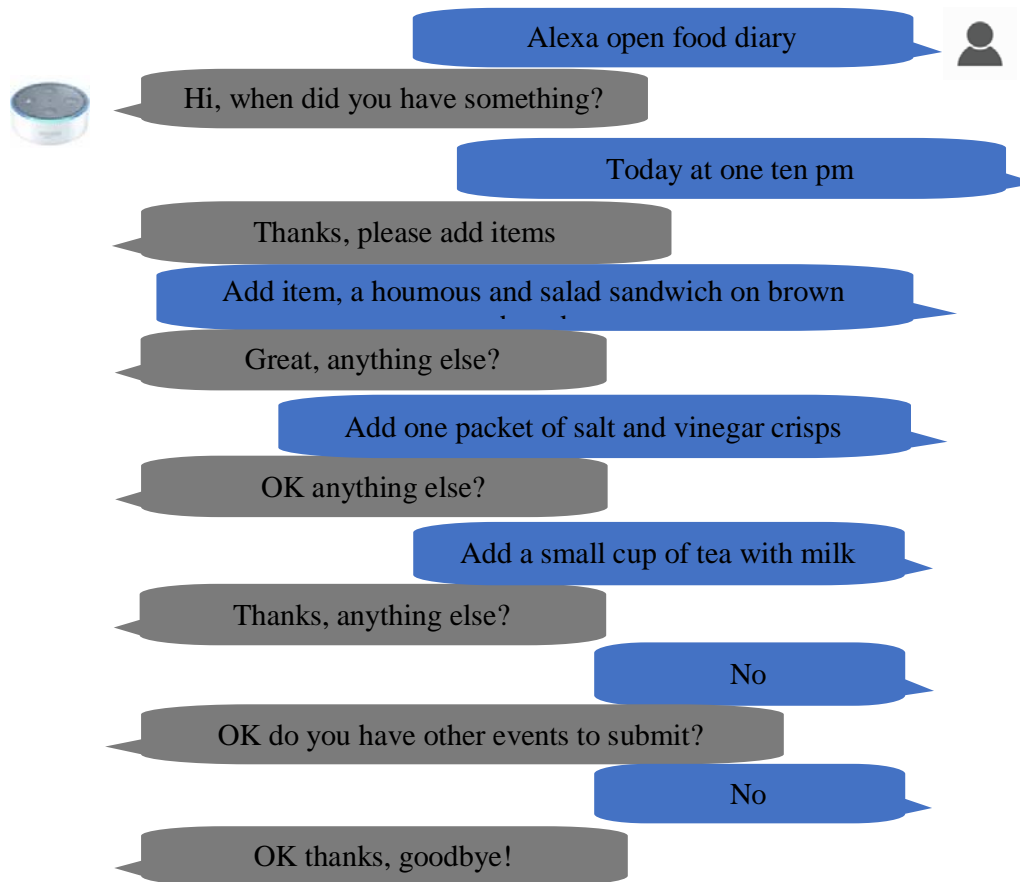 Alexa open food diary
Hi, when did you have something?
Today at one ten pm
Thanks, please add items
Add item, a houmous and salad sandwich on brown
Great, anything else?
Add one packet of salt and vinegar crisps
OK anything else?
Add a small cup of tea with milk
Thanks, anything else?
No
OK do you have other events to submit?
No
OK thanks, goodbye!